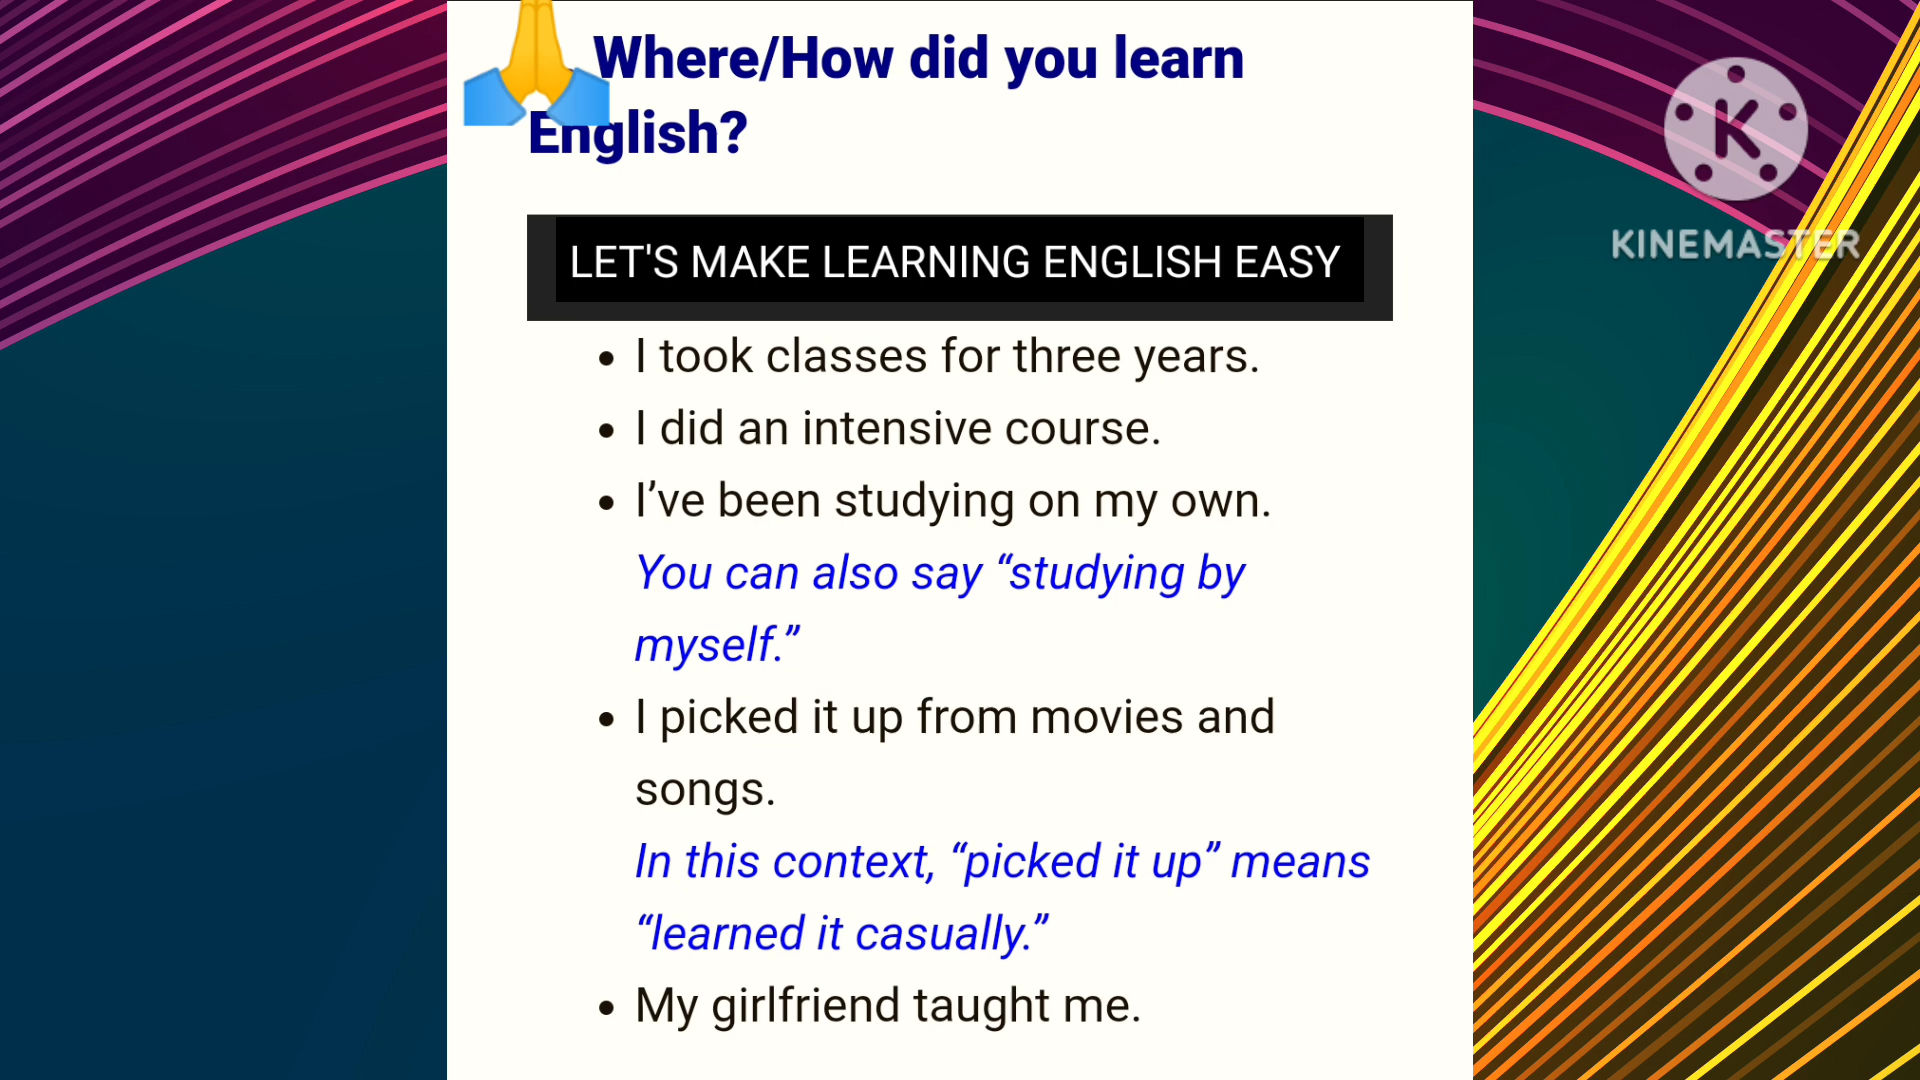 Where/How did you learn
English?
LET'S MAKE LEARNING ENGLISH EASY
K
KINEMASTER
• I took classes for three years.
• I did an intensive course.
• I’ve been studying on my own.
You can also say “studying by
myself.”
• I picked it up from movies and
songs.
In this context, “picked it up” means
“learned it casually.”
• My girlfriend taught me.